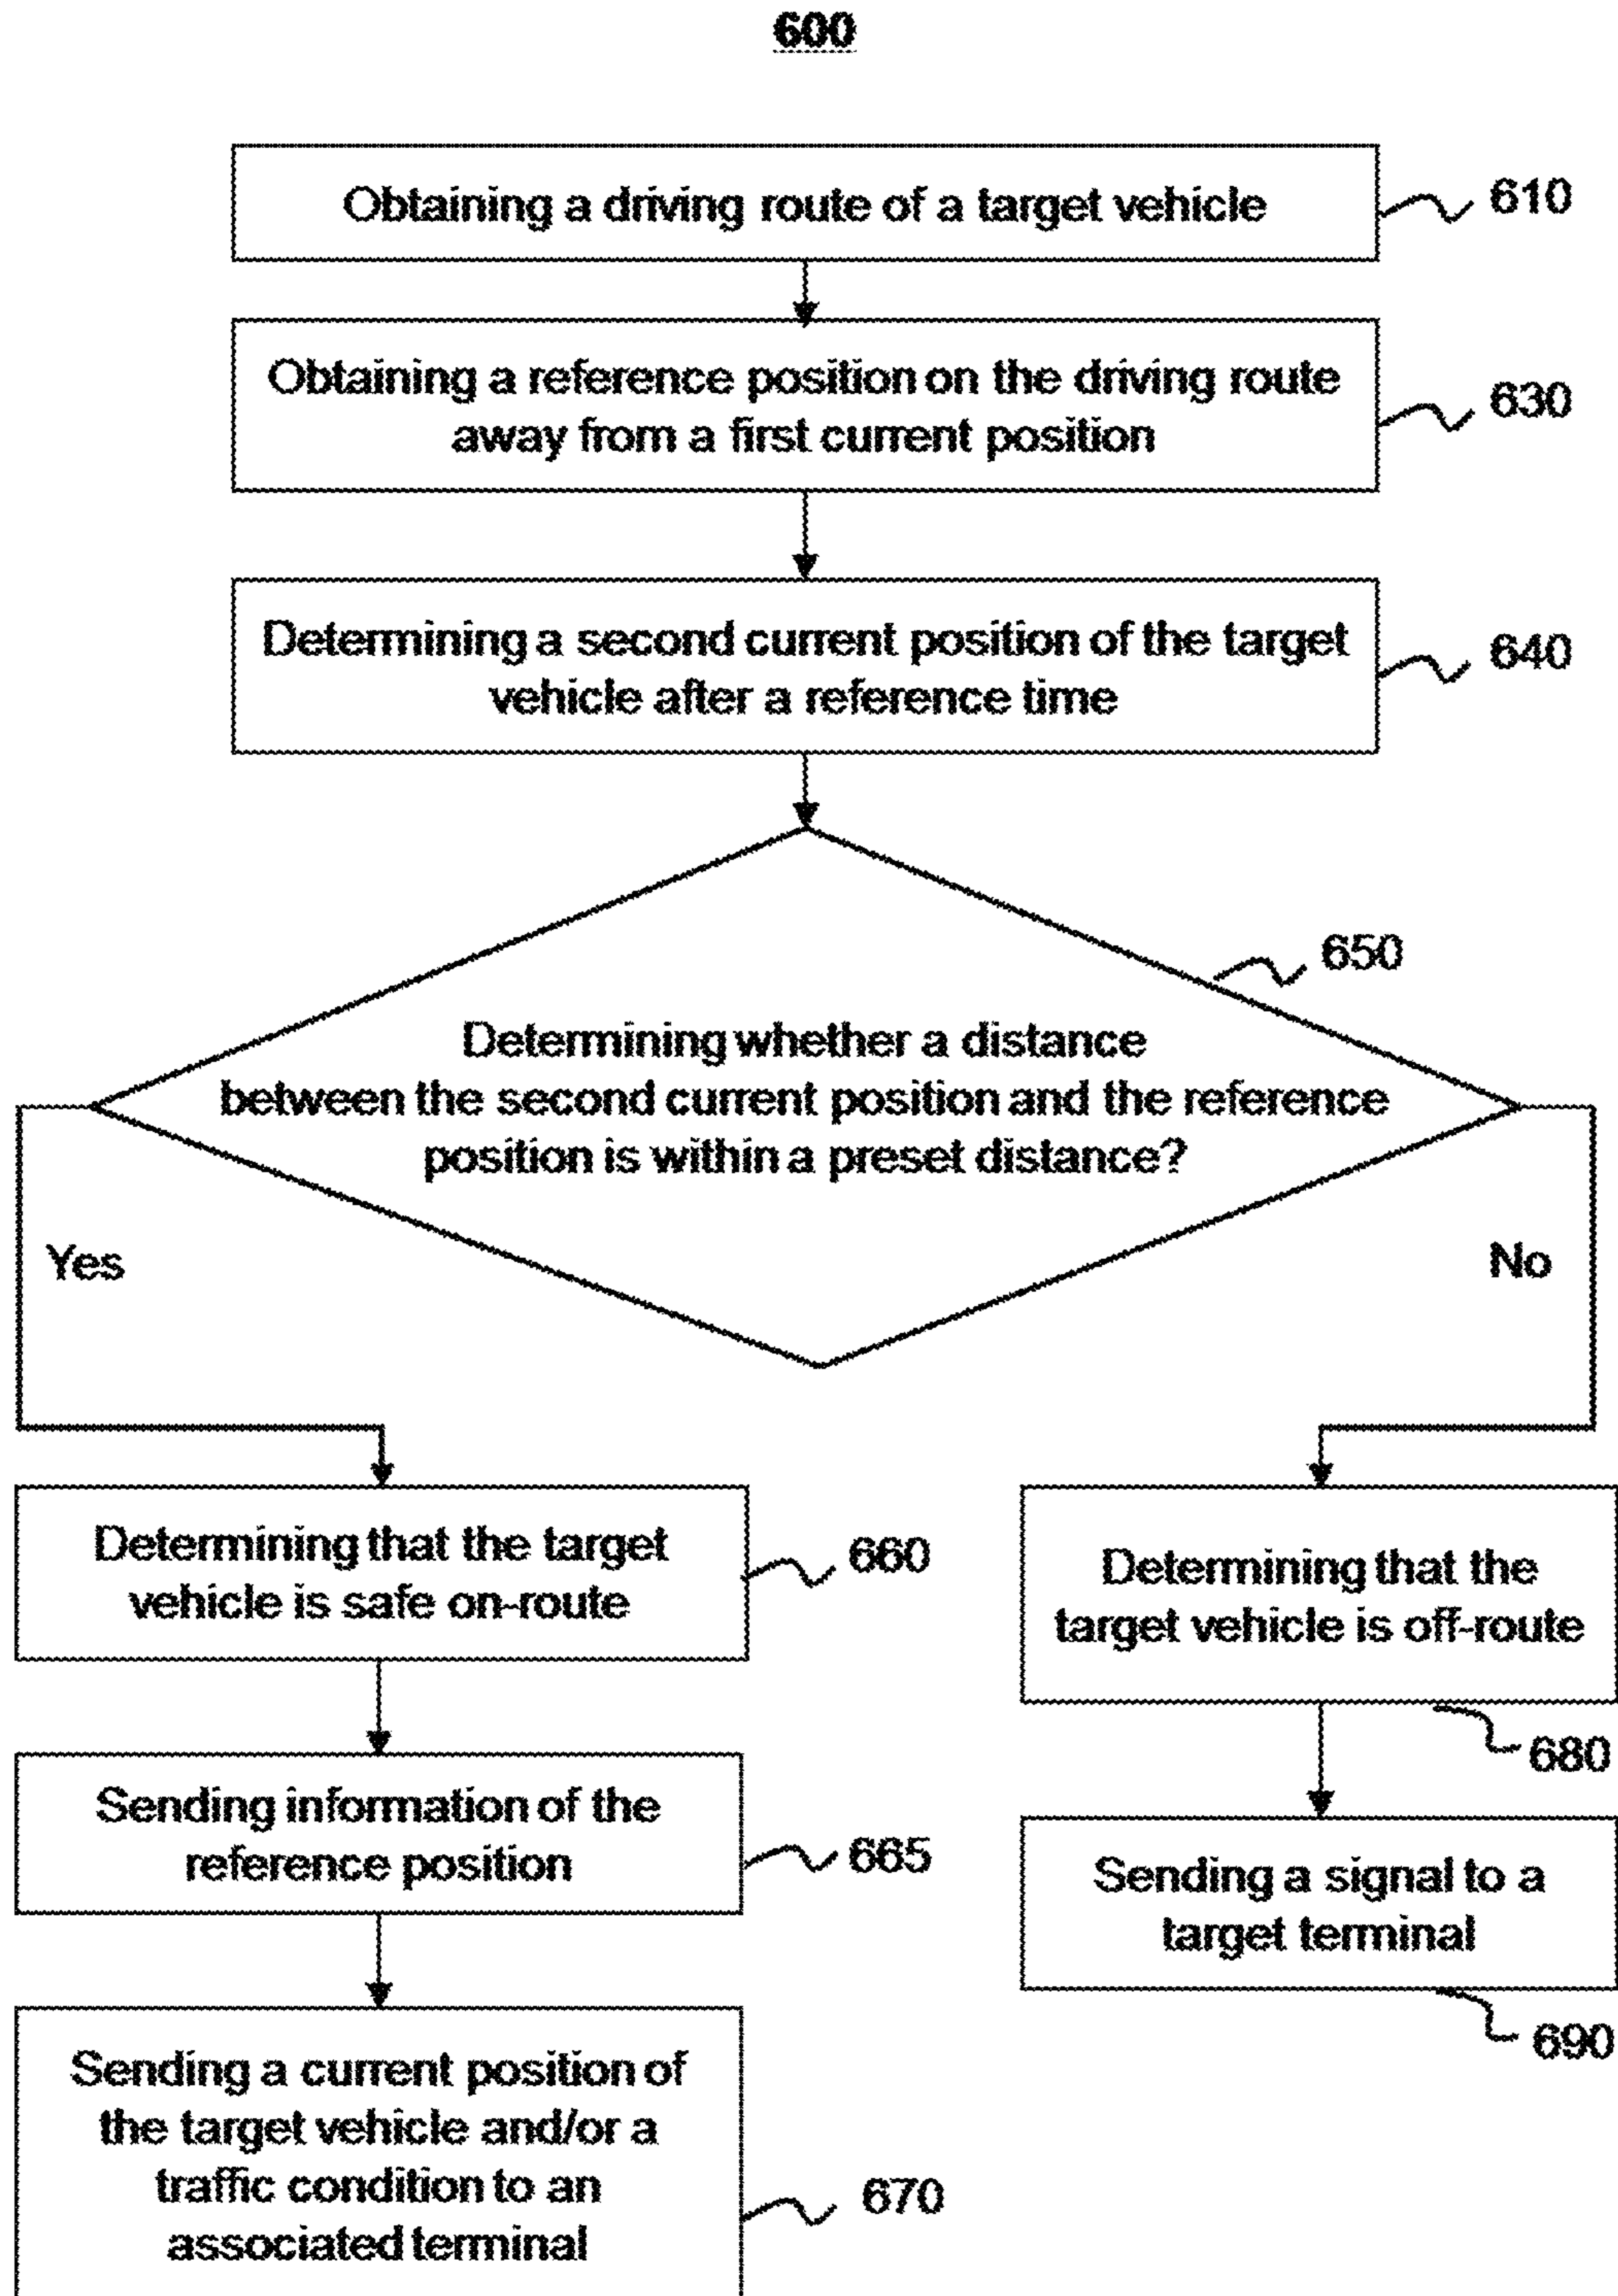 600
Obtaining a driving route of a target vehicle
610
Obtaining a reference position on the driving route
away from a first current position
630
Determining a second current position of the target
vehicle after a reference time
640
650
Determining whether a distance
between the second current position and the reference
position is within a preset distance?
Yes
No
Determining that the target
vehicle is safe on-route
660
Determining that the
target vehicle is off-route
680
Sending information of the
reference position
665
Sending a signal to a
target terminal
690
Sending a current position of
the target vehicle and/or a
traffic condition to an
associated terminal
670